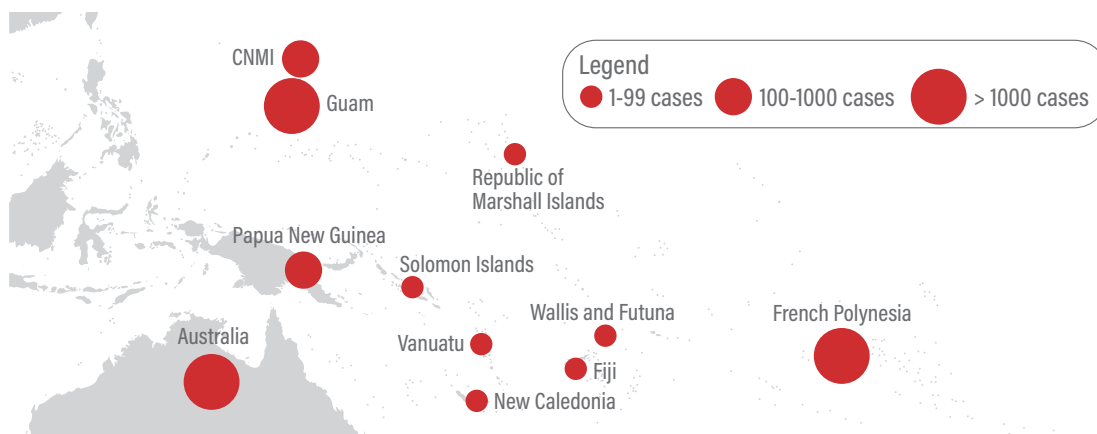 CNMI
Guam
Legend
1-99 cases
100-1000 cases
> 1000 cases
Republic of
Marshall Islands
Papua New Guinea
Solomon Islands
Wallis and Futuna
French Polynesia
Australia
Vanuatu
Fiji
New Caledonia